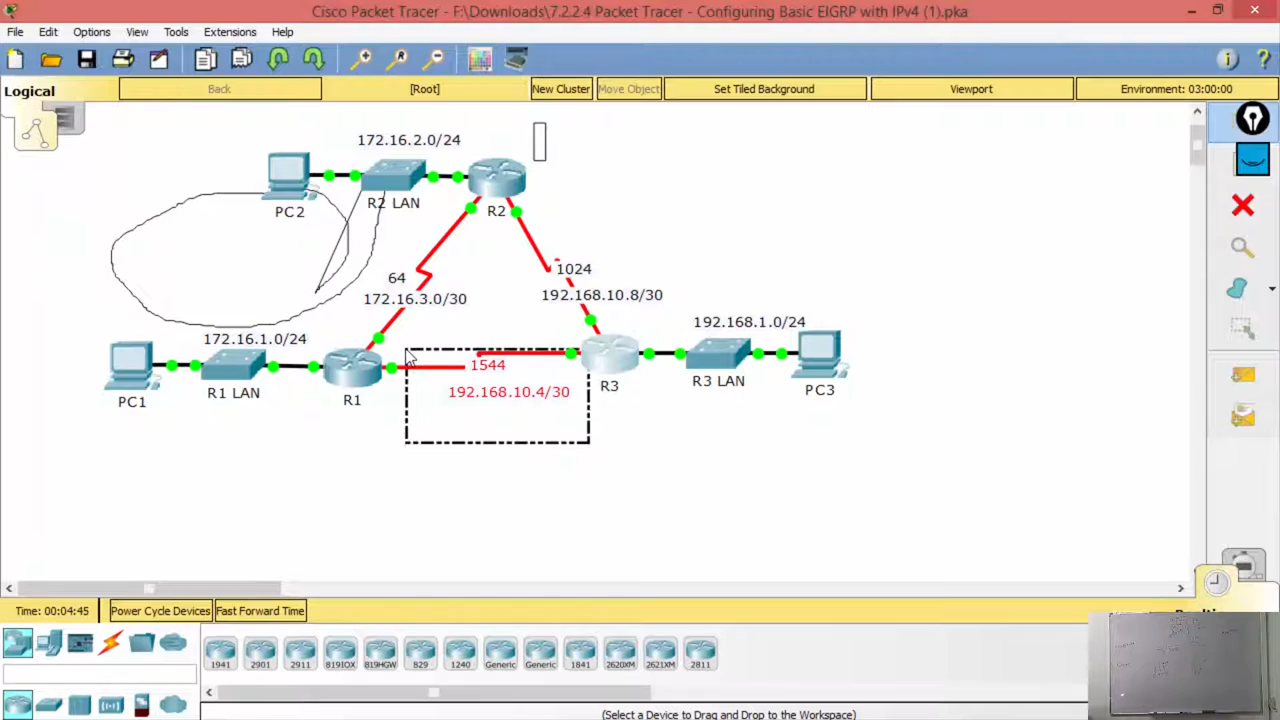 Cisco Packet Tracer - F:\Downloads\7.2.2.4 Packet Tracer - Configuring Basic EIGRP with IPv4 (1).pka
File Edit Options View Tools Extensions Help
Logical Back [Root] New Cluster Move Object Set Tiled Background Viewport Environment: 03:00:00
172.16.2.0/24
PC2 R2 LAN R2
64 1024
172.16.3.0/30 192.168.10.8/30
172.16.1.0/24 192.168.1.0/24
1544
192.168.10.4/30
PC1 R1 LAN R1 R3 R3 LAN PC3
Time: 00:04:45 Power Cycle Devices Fast Forward Time
1941 2901 2911 819IOX 819HGW 829 1240 Generic Generic 1841 2620XM 2621XM 2811
(Select a Device to Drag and Drop to the Workspace)